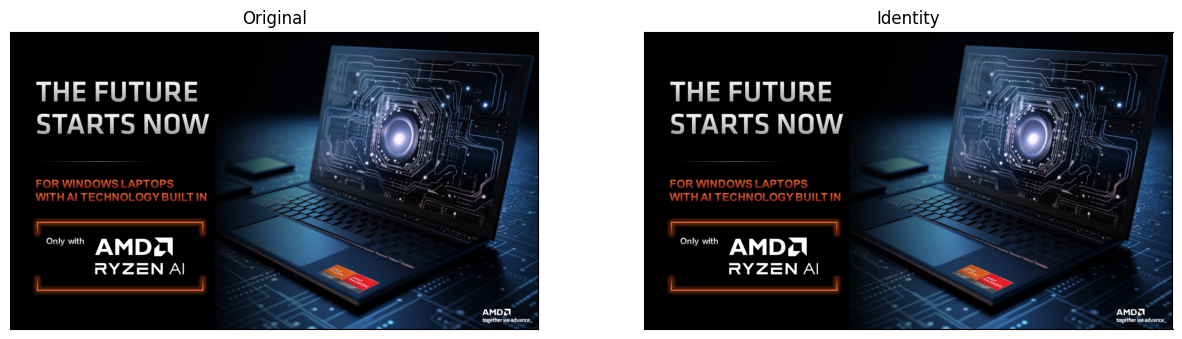 Original
THE FUTURE
STARTS NOW
FOR WINDOWS LAPTOPS
WITH AI TECHNOLOGY BUILT IN
Only with AMD
RYZEN AI
AMD
together we advance_
Identity
THE FUTURE
STARTS NOW
FOR WINDOWS LAPTOPS
WITH AI TECHNOLOGY BUILT IN
Only with AMD
RYZEN AI
AMD
together we advance_